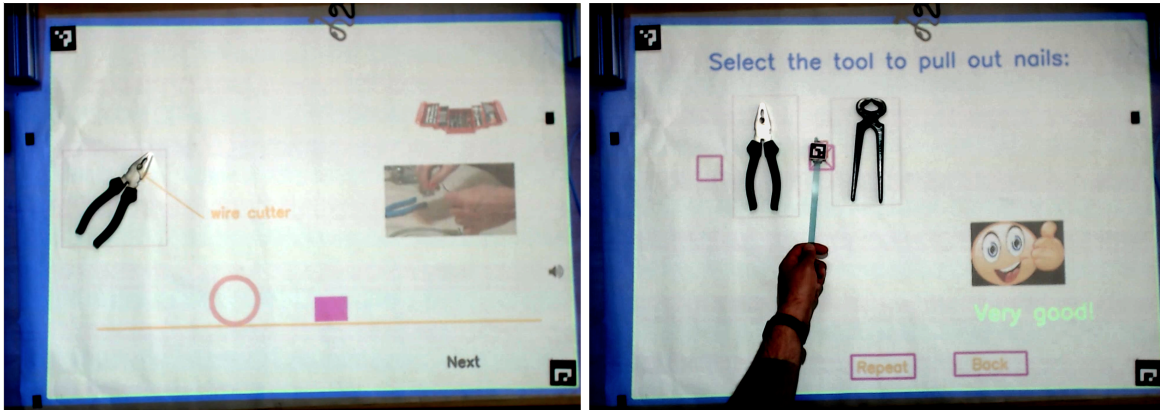 wire cutter
Next
Select the tool to pull out nails:
Very good!
Repeat
Back